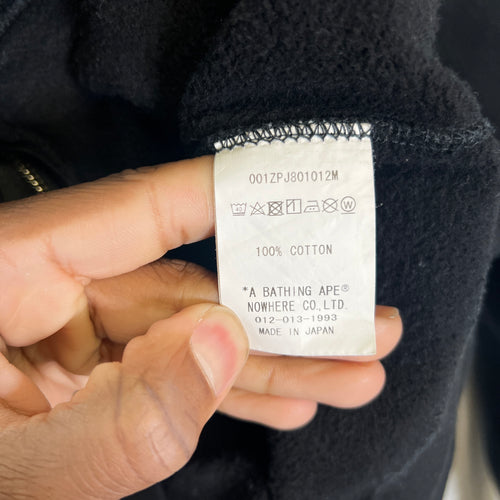 001ZPJ801012M
100% COTTON
*A BATHING APE®
NOWHERE CO.,LTD.
012-013-1993
MADE IN JAPAN